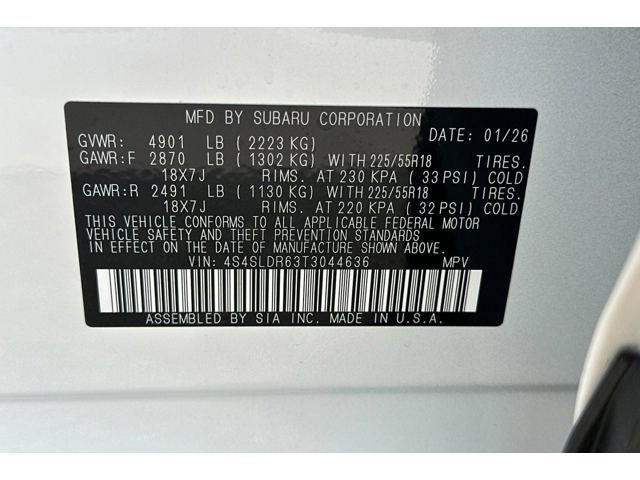 MFD BY SUBARU CORPORATION
GVWR: 4901 LB ( 2223 KG) DATE: 01/26
GAWR:F 2870 LB ( 1302 KG) WITH 225/55R18 TIRES.
18X7J RIMS. AT 230 KPA ( 33 PSI) COLD
GAWR:R 2491 LB ( 1130 KG) WITH 225/55R18 TIRES.
18X7J RIMS. AT 220 KPA ( 32 PSI) COLD
THIS VEHICLE CONFORMS TO ALL APPLICABLE FEDERAL MOTOR
VEHICLE SAFETY AND THEFT PREVENTION STANDARDS
IN EFFECT ON THE DATE OF MANUFACTURE SHOWN ABOVE.
VIN: 4S4SLDR63T3044636 MPV
ASSEMBLED BY SIA INC. MADE IN U.S.A.